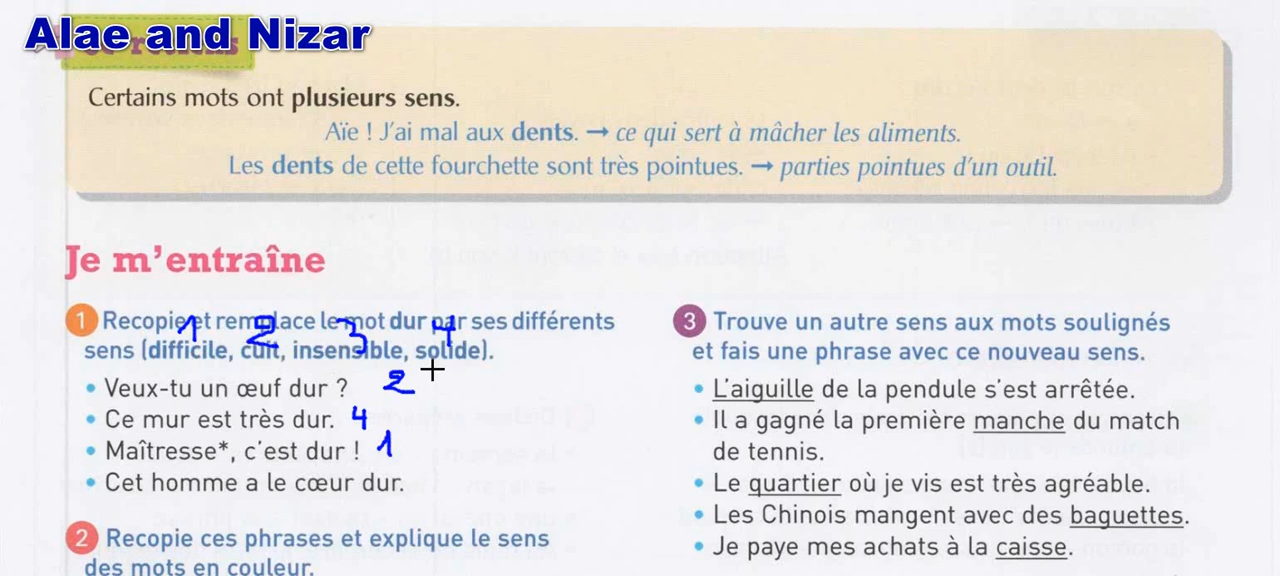 Alae and Nizar
Certains mots ont plusieurs sens.
Aïe ! J'ai mal aux dents. → ce qui sert à mâcher les aliments.
Les dents de cette fourchette sont très pointues. → parties pointues d'un outil.
Je m'entraîne
1 Recopie et remplace le mot dur par ses différents
1 2 3 4
sens (difficile, cuit, insensible, solide).
• Veux-tu un œuf dur ? 2
• Ce mur est très dur. 4
• Maîtresse*, c'est dur ! 1
• Cet homme a le cœur dur.
2 Recopie ces phrases et explique le sens
des mots en couleur.
3 Trouve un autre sens aux mots soulignés
et fais une phrase avec ce nouveau sens.
• L'aiguille de la pendule s'est arrêtée.
• Il a gagné la première manche du match
de tennis.
• Le quartier où je vis est très agréable.
• Les Chinois mangent avec des baguettes.
• Je paye mes achats à la caisse.